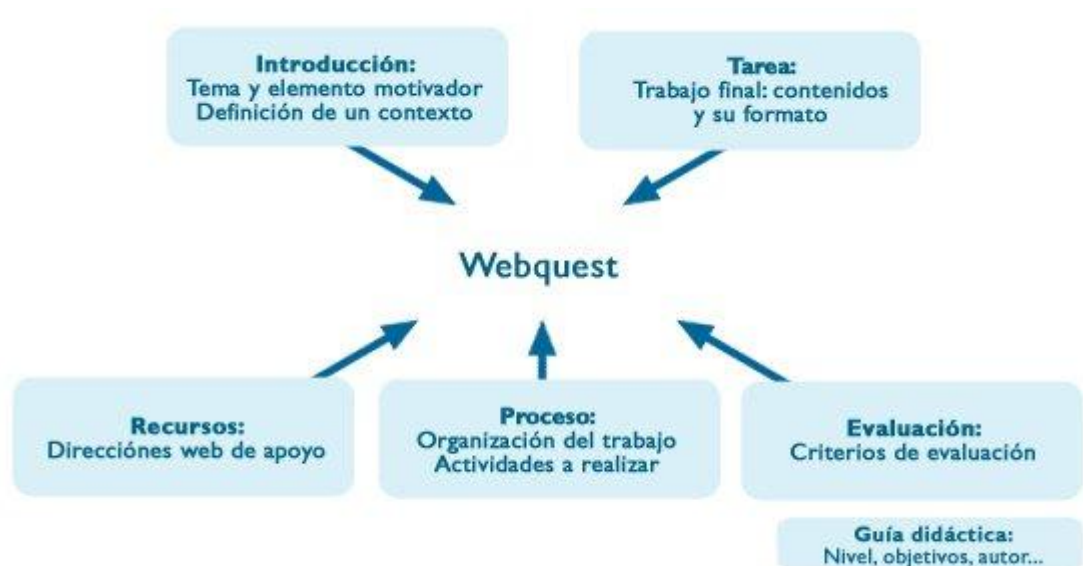 Introducción:
Tema y elemento motivador
Definición de un contexto
Tarea:
Trabajo final: contenidos
y su formato
Webquest
Recursos:
Direcciónes web de apoyo
Proceso:
Organización del trabajo
Actividades a realizar
Evaluación:
Criterios de evaluación
Guía didáctica:
Nivel, objetivos, autor...